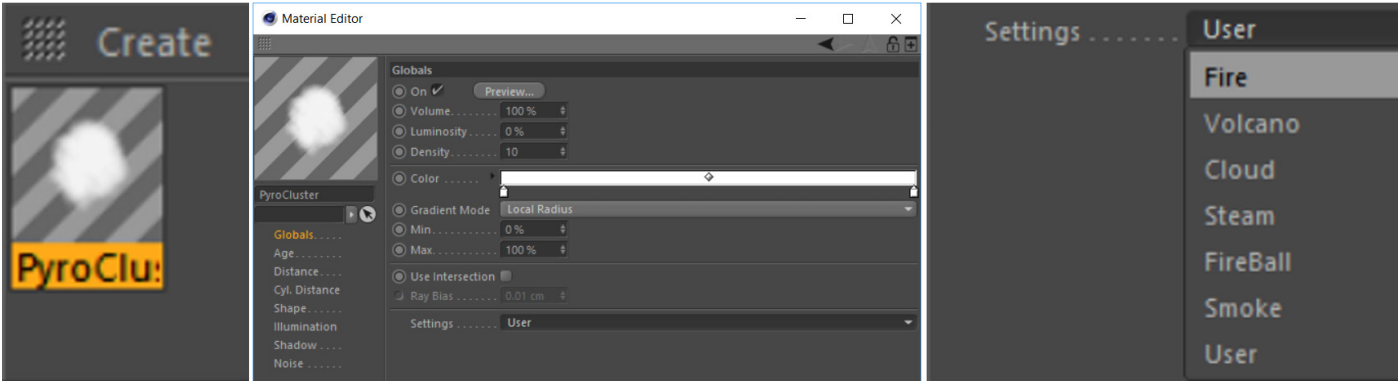 Create
PyroClu
Material Editor
Globals
On
Preview...
Volume........ 100 %
Luminosity..... 0 %
Density........ 10
Color ......
PyroCluster
Gradient Mode Local Radius
Min........... 0 %
Max.......... 100 %
Use Intersection
Ray Bias ....... 0.01 cm
Settings ....... User
Globals.....
Age........
Distance....
Cyl. Distance
Shape......
Illumination
Shadow ....
Noise ......
Settings ....... User
Fire
Volcano
Cloud
Steam
FireBall
Smoke
User